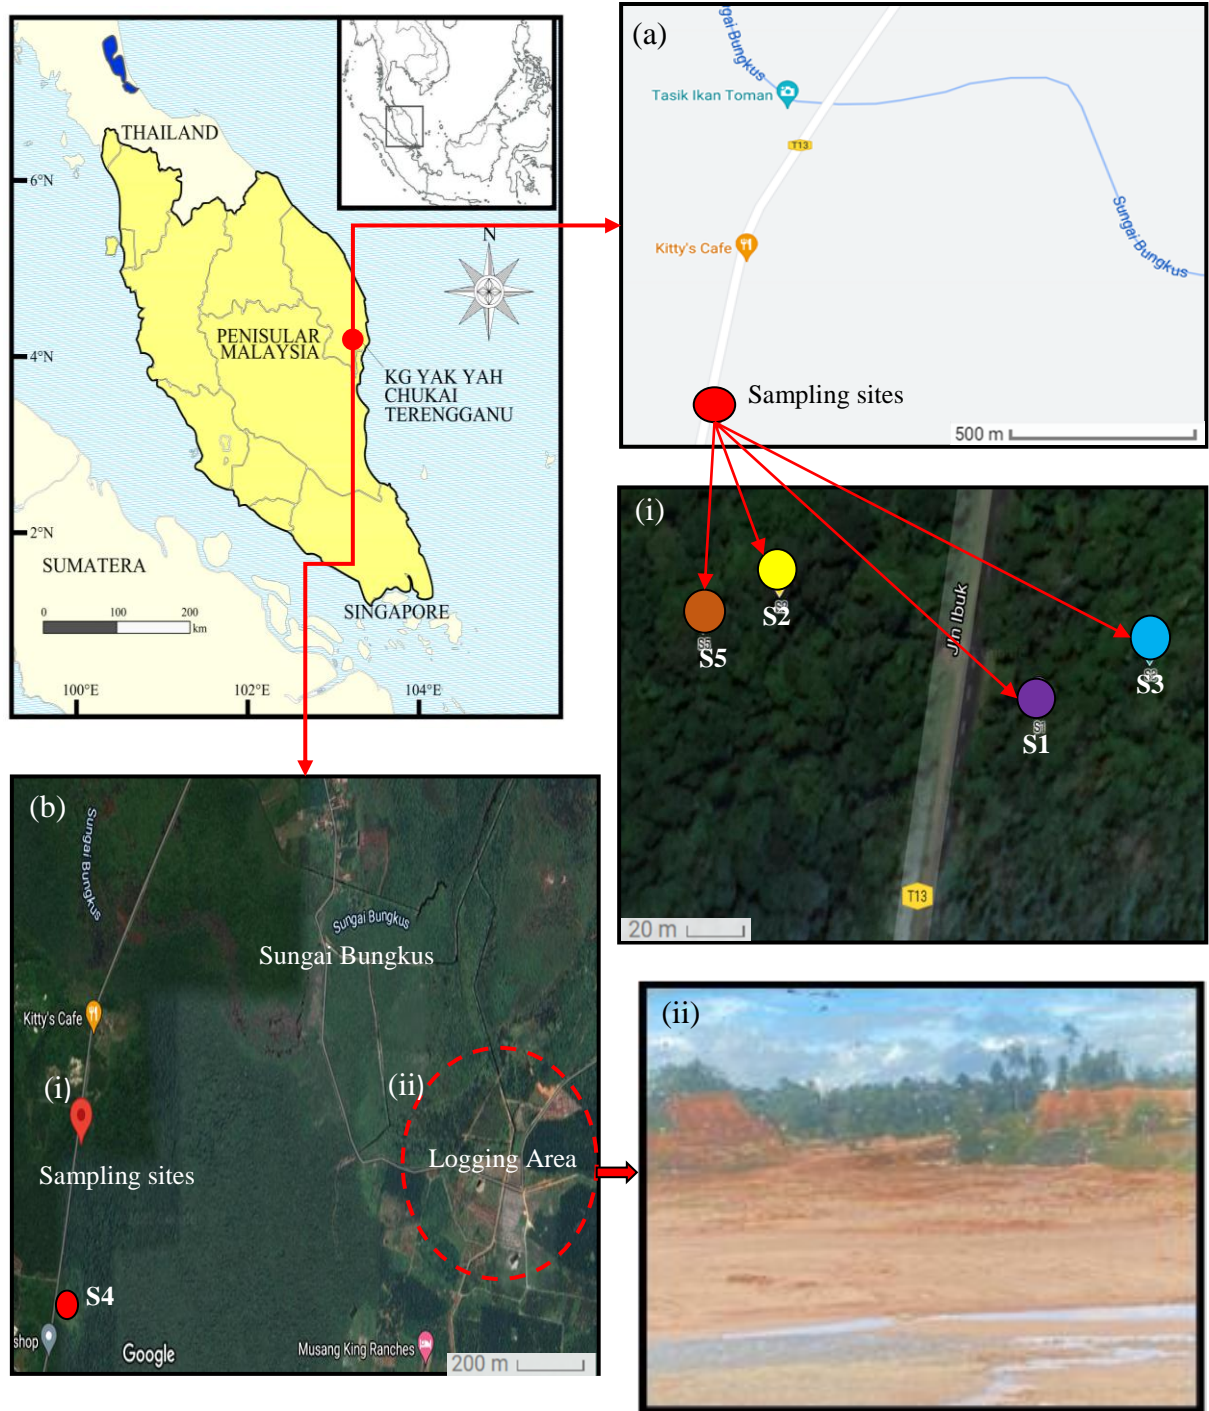 THAILAND
6°N
N
PENISULAR
MALAYSIA
4°N
KG YAK YAH
CHUKAI
TERENGGANU
2°N
SUMATERA
SINGAPORE
0 100 200
km
100°E 102°E 104°E
(a)
Sungai Bungkus
Tasik Ikan Toman
T13
Sungai Bungkus
Kitty's Cafe
Sampling sites
500 m
(i)
Jln Ibuk
S2
S2
S5
S5
S3
S1
S1
T13
20 m
(b)
Sungai Bungkus
Sungai Bungkus
Sungai Bungkus
Kitty's Cafe
(i)
(ii)
Logging Area
Sampling sites
S4
shop
Google
Musang King Ranches
200 m
(ii)